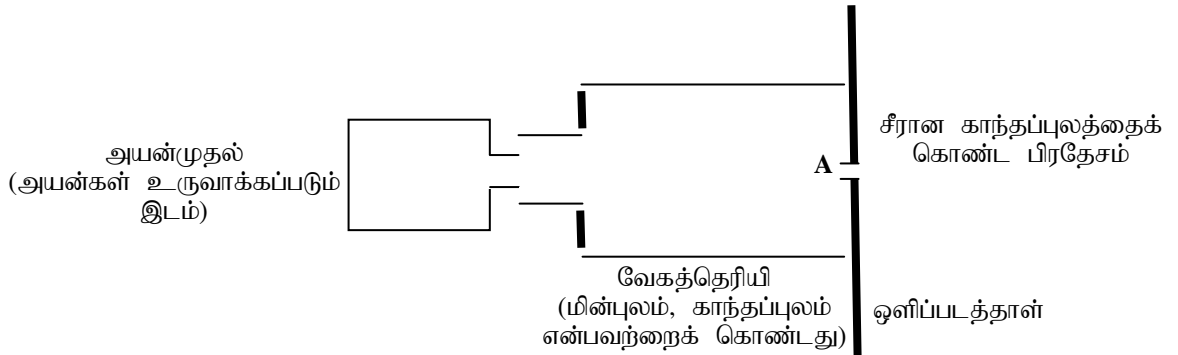 அயன்முதல்
(அயன்கள் உருவாக்கப்படும்
இடம்)
A
சீரான காந்தப்புலத்தைக்
கொண்ட பிரதேசம்
வேகத்தெரியி
(மின்புலம், காந்தப்புலம்
என்பவற்றைக் கொண்டது)
ஒளிப்படத்தாள்